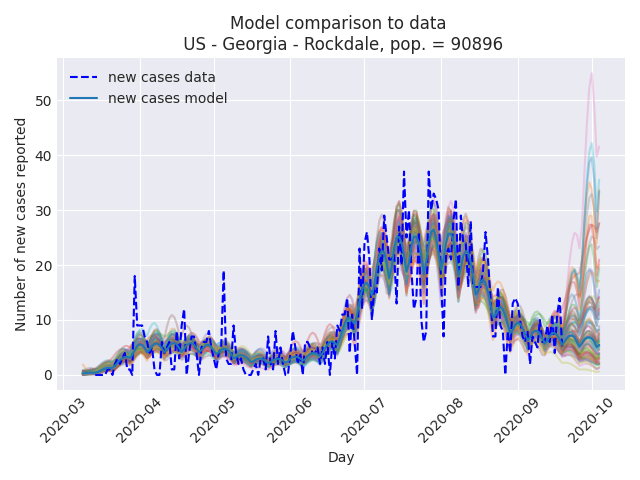 Model comparison to data
US - Georgia - Rockdale, pop. = 90896
new cases data
new cases model
Number of new cases reported
50
40
30
20
10
0
2020-03
2020-04
2020-05
2020-06
2020-07
2020-08
2020-09
2020-10
Day